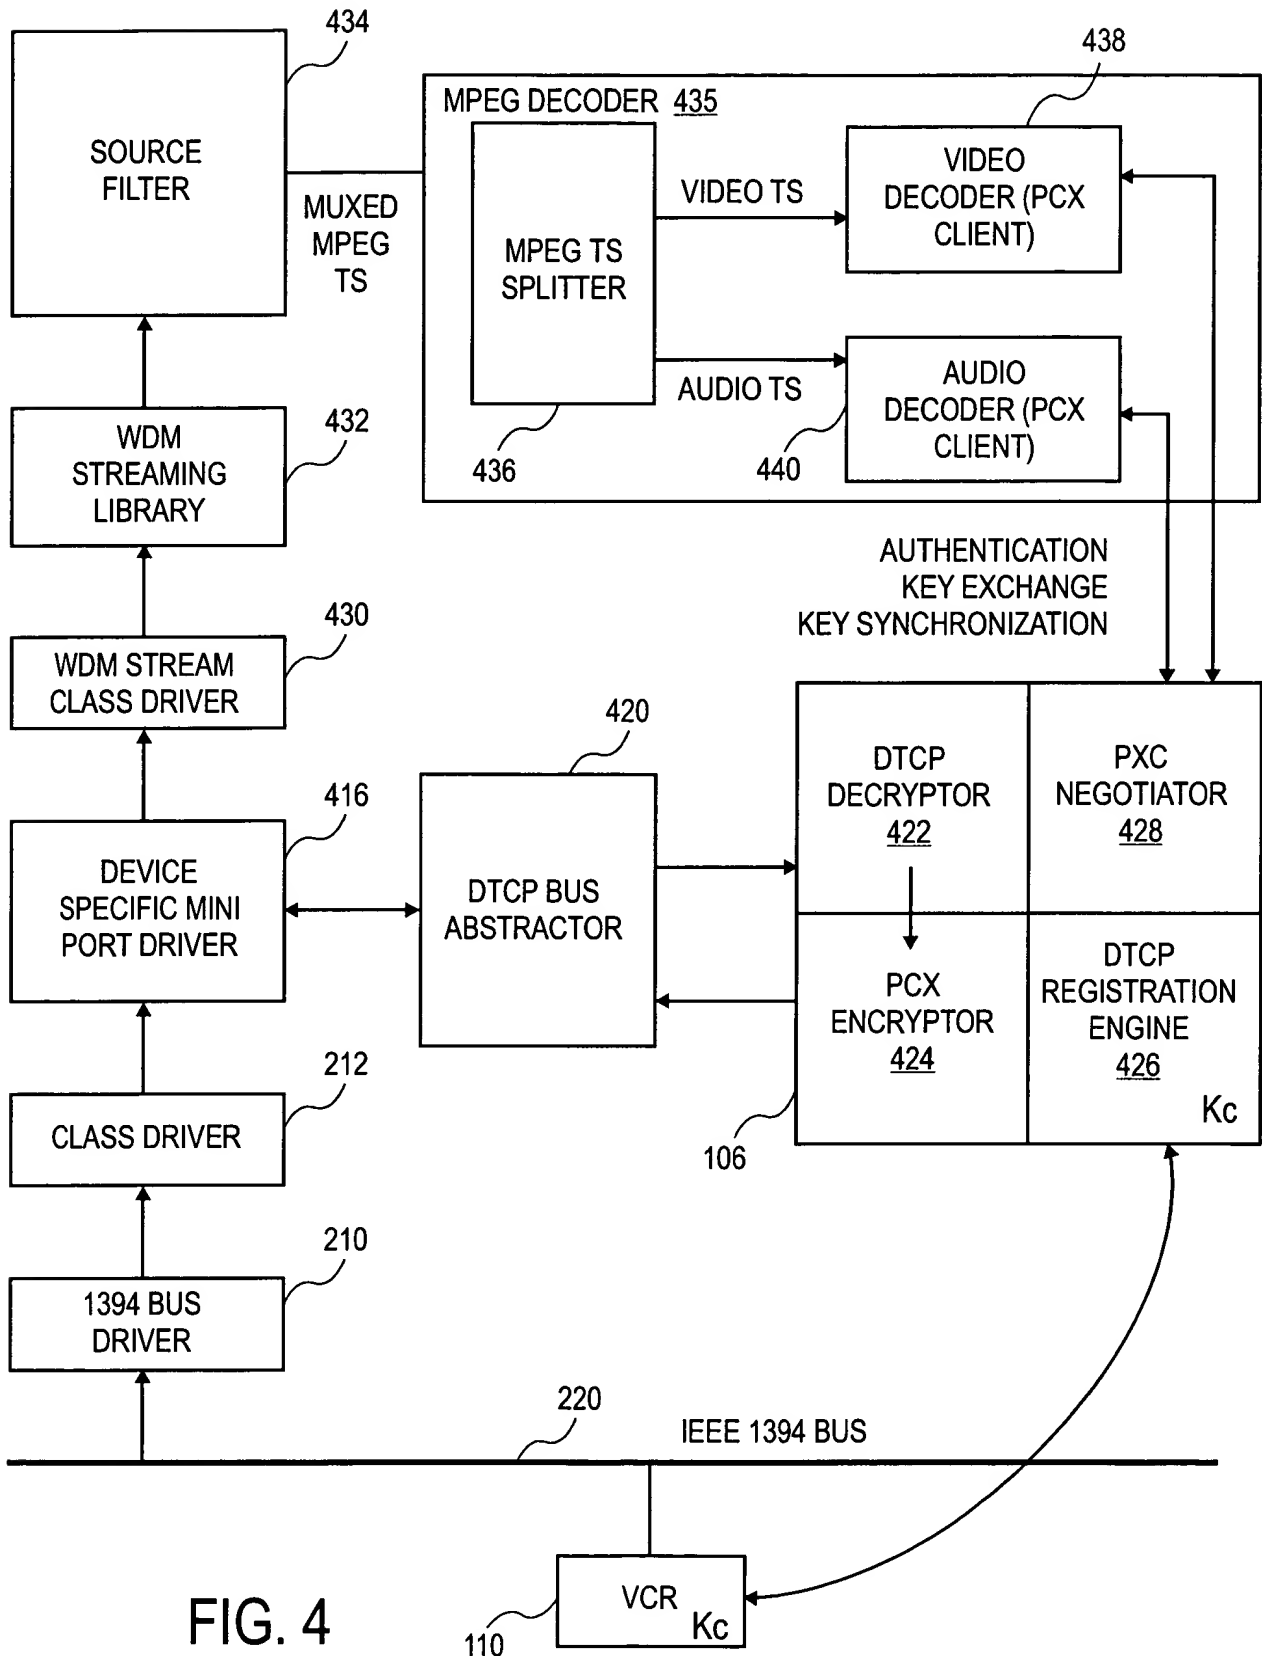 434
438
MPEG DECODER 435
SOURCE
FILTER
MUXED
MPEG
TS
MPEG TS
SPLITTER
436
VIDEO TS
AUDIO TS
VIDEO
DECODER (PCX
CLIENT)
AUDIO
DECODER (PCX
CLIENT)
440
WDM
STREAMING
LIBRARY
432
AUTHENTICATION
KEY EXCHANGE
KEY SYNCHRONIZATION
WDM STREAM
CLASS DRIVER
430
DEVICE
SPECIFIC MINI
PORT DRIVER
416
DTCP BUS
ABSTRACTOR
420
DTCP
DECRYPTOR
422
PXC
NEGOTIATOR
428
PCX
ENCRYPTOR
424
DTCP
REGISTRATION
ENGINE
426
Kc
106
CLASS DRIVER
212
1394 BUS
DRIVER
210
220
IEEE 1394 BUS
VCR
Kc
110
FIG. 4